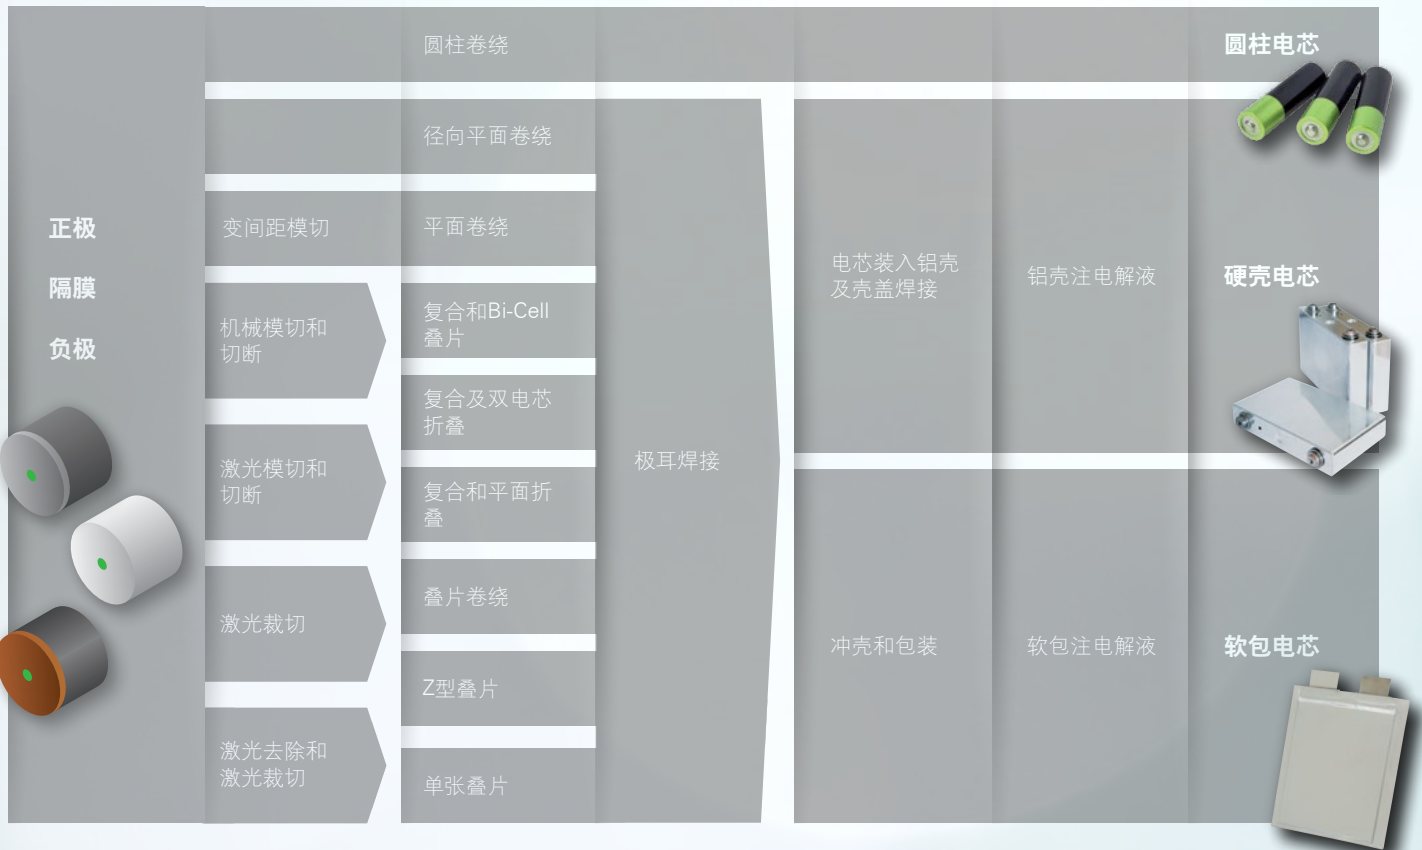 正极
隔膜
负极
变间距模切
机械模切和
切断
激光模切和
切断
激光裁切
激光去除和
激光裁切
圆柱卷绕
径向平面卷绕
平面卷绕
复合和Bi-Cell
叠片
复合及双电芯
折叠
复合和平面折
叠
叠片卷绕
Z型叠片
单张叠片
极耳焊接
电芯装入铝壳
及壳盖焊接
冲壳和包装
铝壳注电解液
软包注电解液
圆柱电芯
硬壳电芯
软包电芯